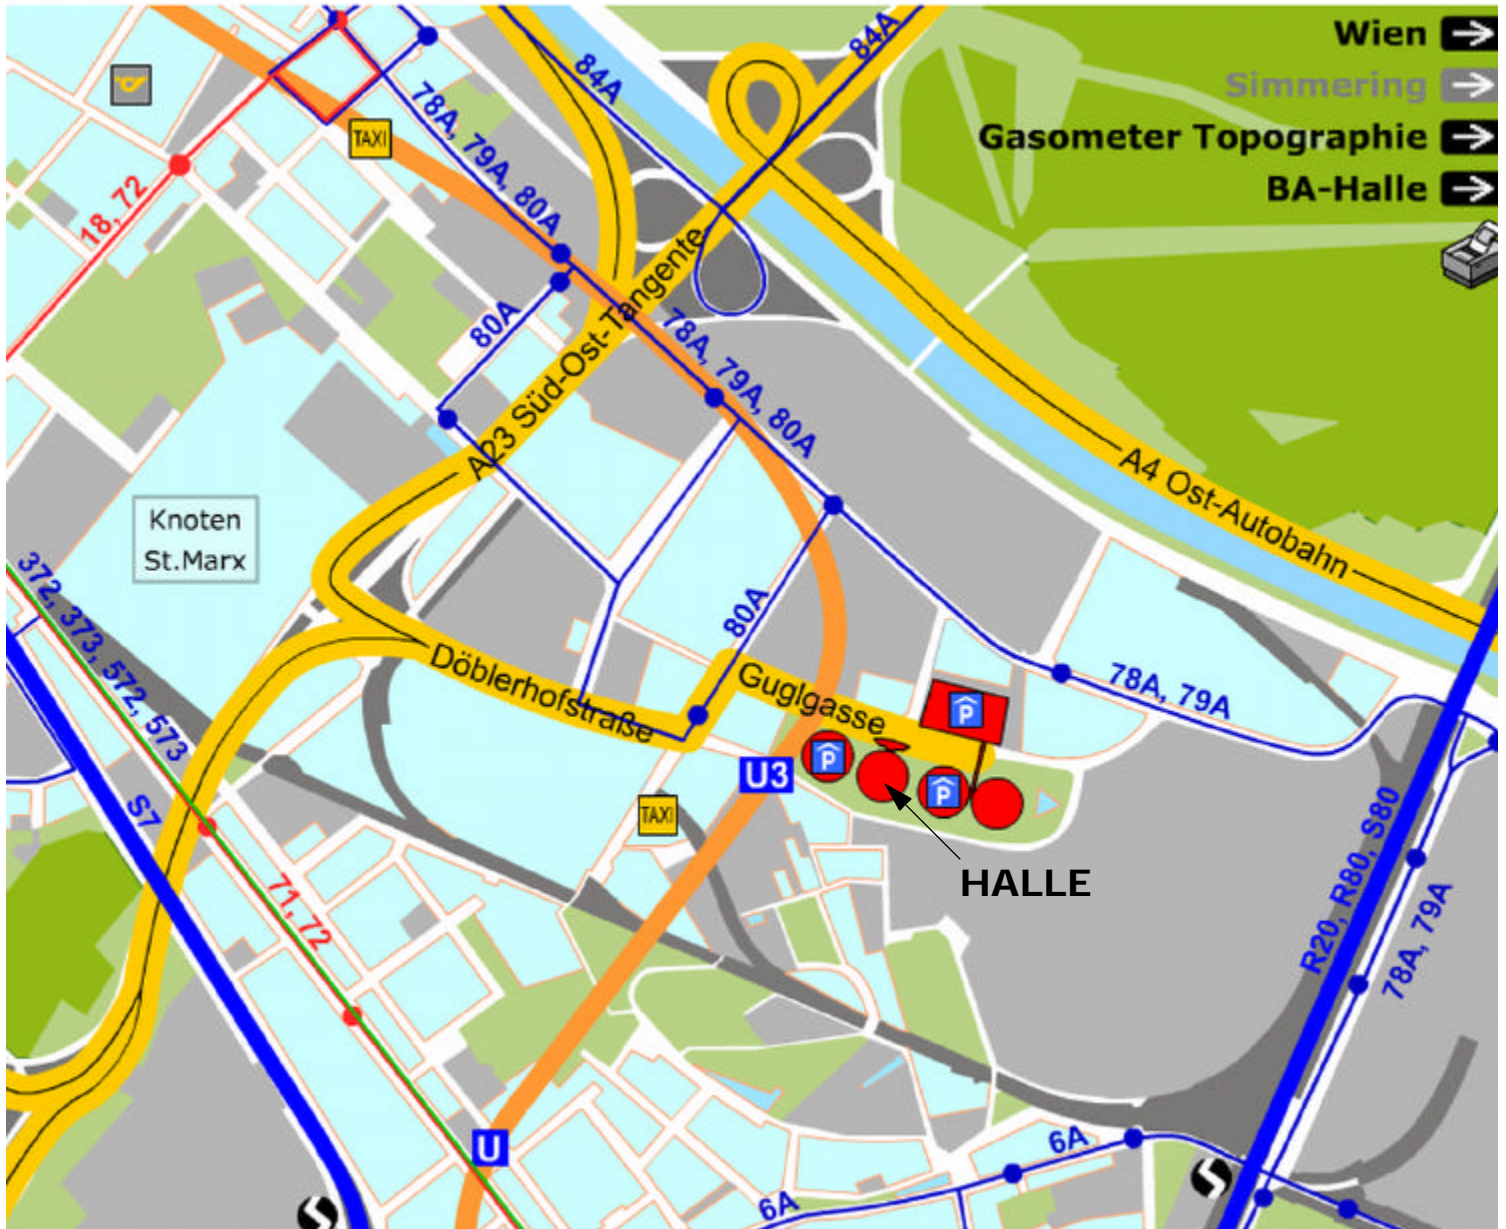 Wien
Simmering
Gasometer Topographie
BA-Halle
84A
84A
78A, 79A, 80A
TAXI
18, 72
80A
A23 Süd-Ost-Tangente
78A, 79A, 80A
A4 Ost-Autobahn
Knoten
St.Marx
372, 373, 572, 573
80A
Döblerhofstraße
Guglgasse
78A, 79A
P
P
P
U3
TAXI
HALLE
S7
71, 72
R20, R80, S80
78A, 79A
U
6A
6A
S
S